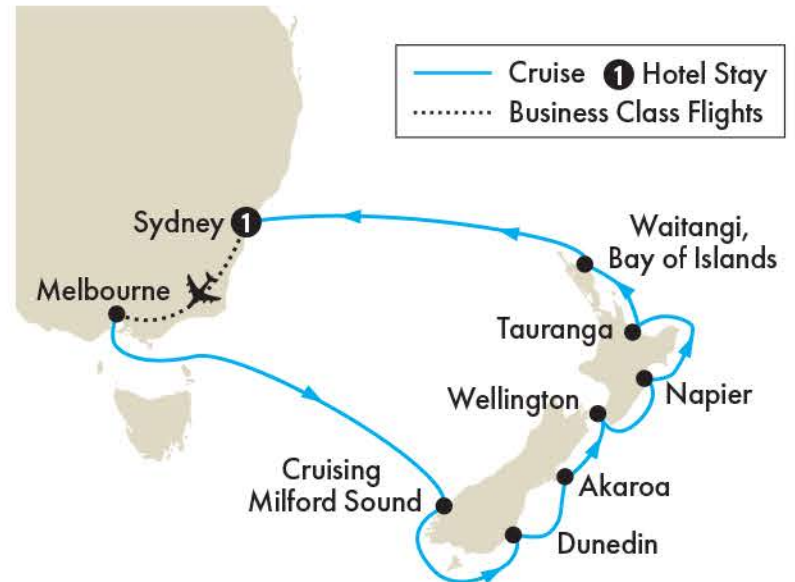 Cruise 1 Hotel Stay
Business Class Flights
Sydney 1
Waitangi,
Bay of Islands
Melbourne
Tauranga
Napier
Wellington
Cruising
Milford Sound
Akaroa
Dunedin